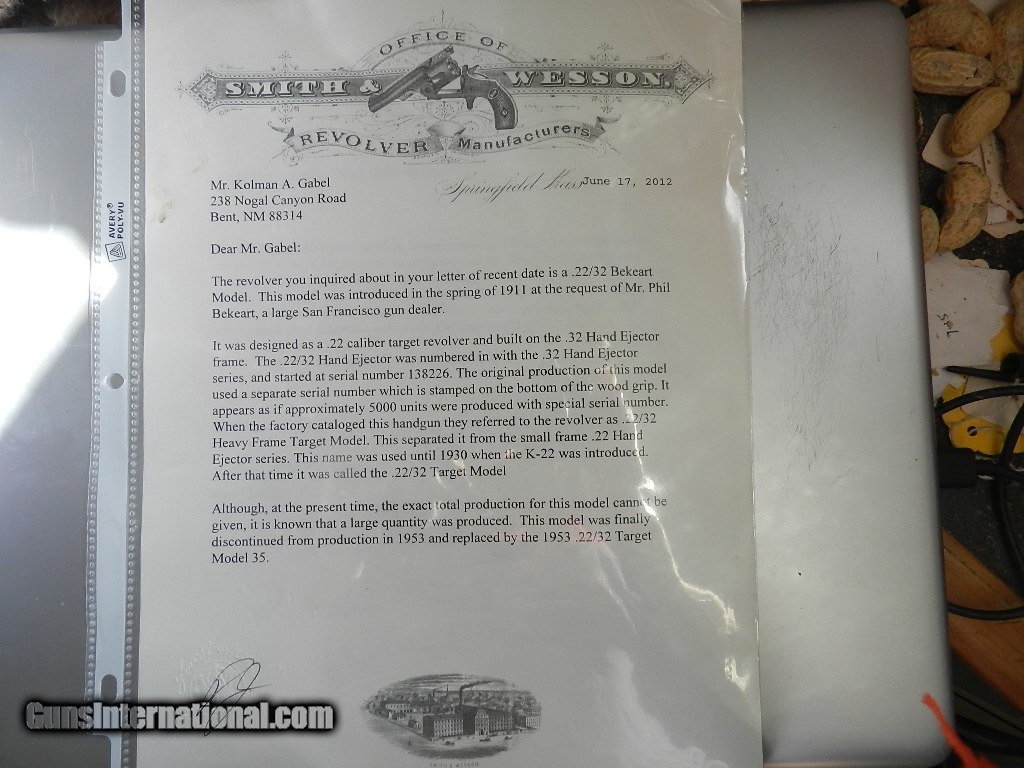 OFFICE OF
SMITH & WESSON.
REVOLVER Manufacturers
Springfield Mass June 17, 2012
Mr. Kolman A. Gabel
238 Nogal Canyon Road
Bent, NM 88314
Dear Mr. Gabel:
The revolver you inquired about in your letter of recent date is a .22/32 Bekeart
Model.  This model was introduced in the spring of 1911 at the request of Mr. Phil
Bekeart, a large San Francisco gun dealer.
It was designed as a .22 caliber target revolver and built on the .32 Hand Ejector
frame.  The .22/32 Hand Ejector was numbered in with the .32 Hand Ejector
series, and started at serial number 138226. The original production of this model
used a separate serial number which is stamped on the bottom of the wood grip. It
appears as if approximately 5000 units were produced with special serial number.
When the factory cataloged this handgun they referred to the revolver as .22/32
Heavy Frame Target Model. This separated it from the small frame .22 Hand
Ejector series. This name was used until 1930 when the K-22 was introduced.
After that time it was called the .22/32 Target Model
Although, at the present time, the exact total production for this model cannot be
given, it is known that a large quantity was produced.  This model was finally
discontinued from production in 1953 and replaced by the 1953 .22/32 Target
Model 35.
AVERY®
POLY-VU
GunsInternational.com